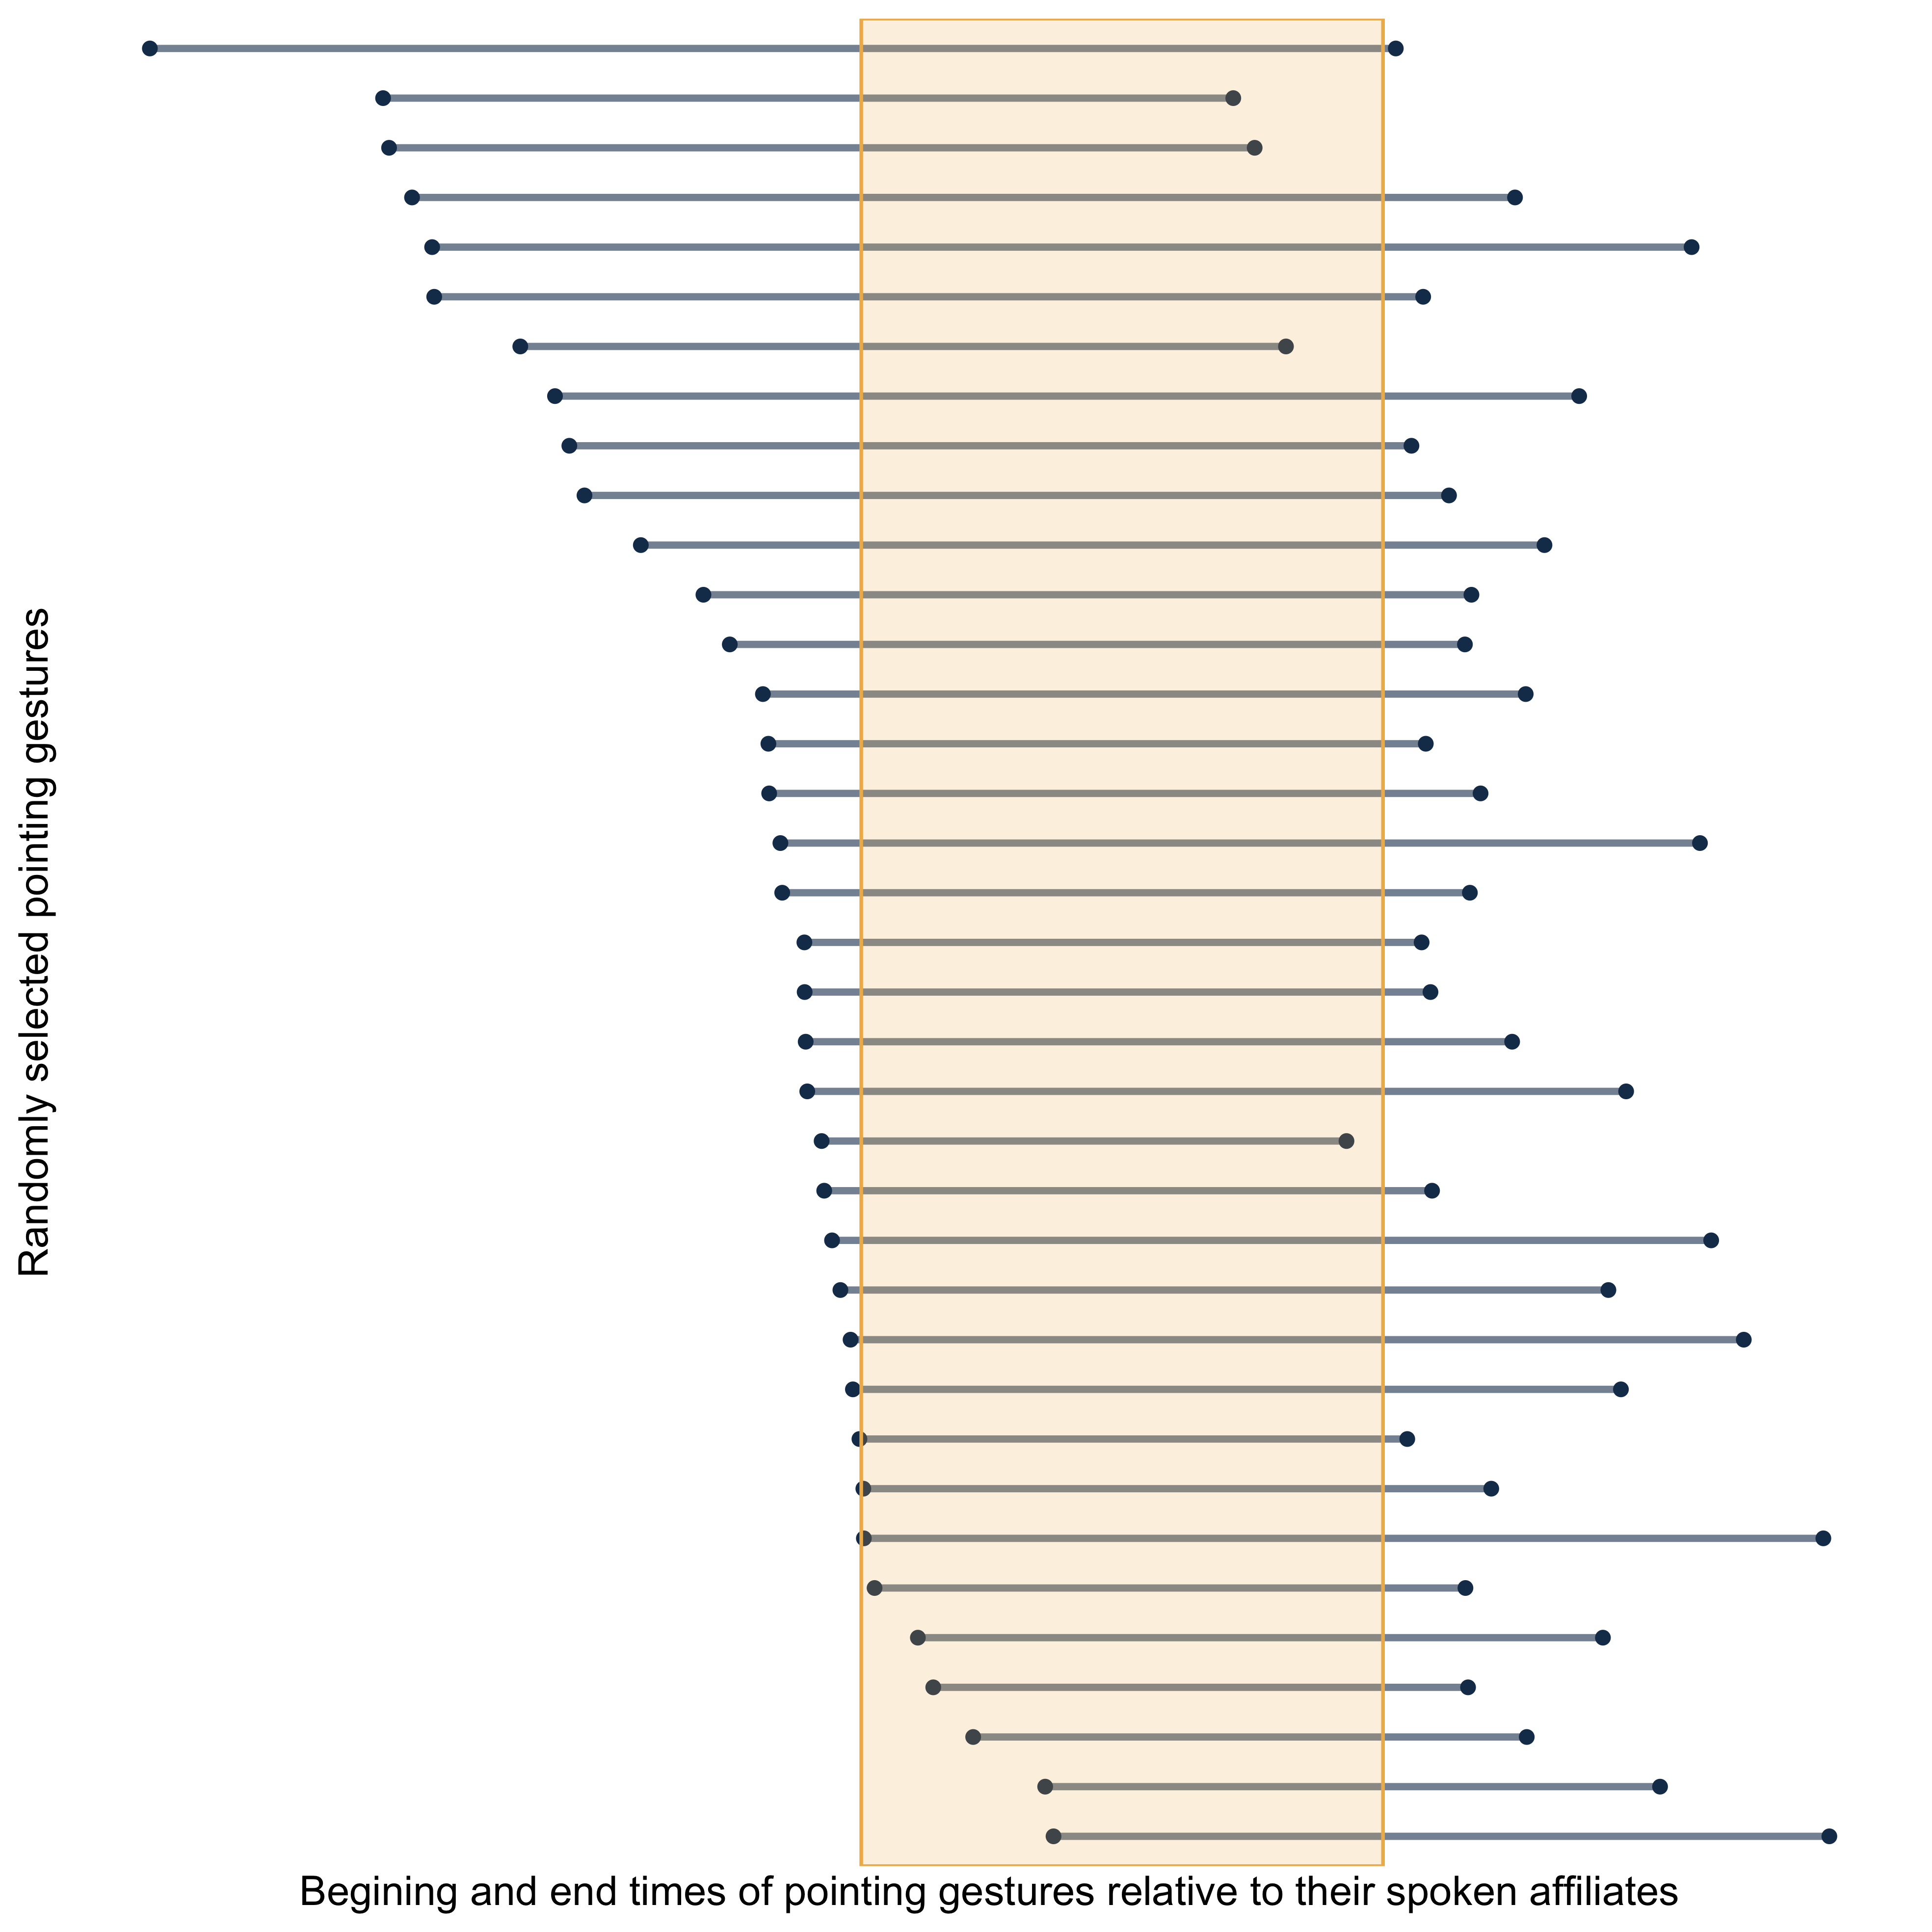 Randomly selected pointing gestures
Begining and end times of pointing gestures relative to their spoken affiliates